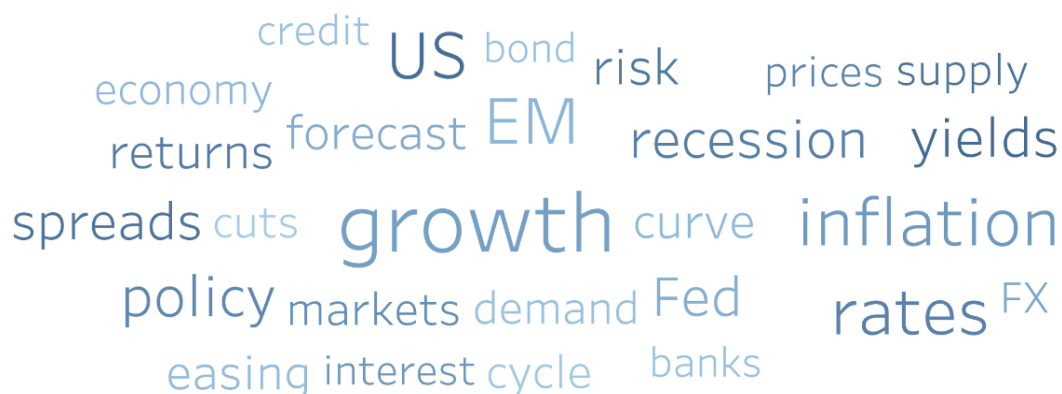 credit US bond risk prices supply
economy forecast EM
returns recession yields
spreads cuts growth curve inflation
policy markets demand Fed rates FX
easing interest cycle banks